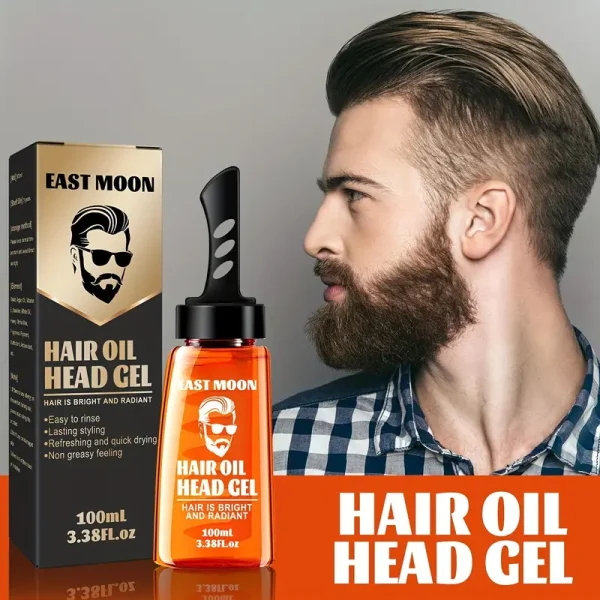 EAST MOON
HAIR OIL
HEAD GEL
HAIR IS BRIGHT AND RADIANT
•Easy to rinse
•Lasting styling
•Refreshing and quick drying
•Non greasy feeling
100mL
3.38FL.oz
EAST MOON
HAIR OIL
HEAD GEL
HAIR IS BRIGHT
AND RADIANT
100mL
3.38FL.oz
HAIR OIL
HEAD GEL